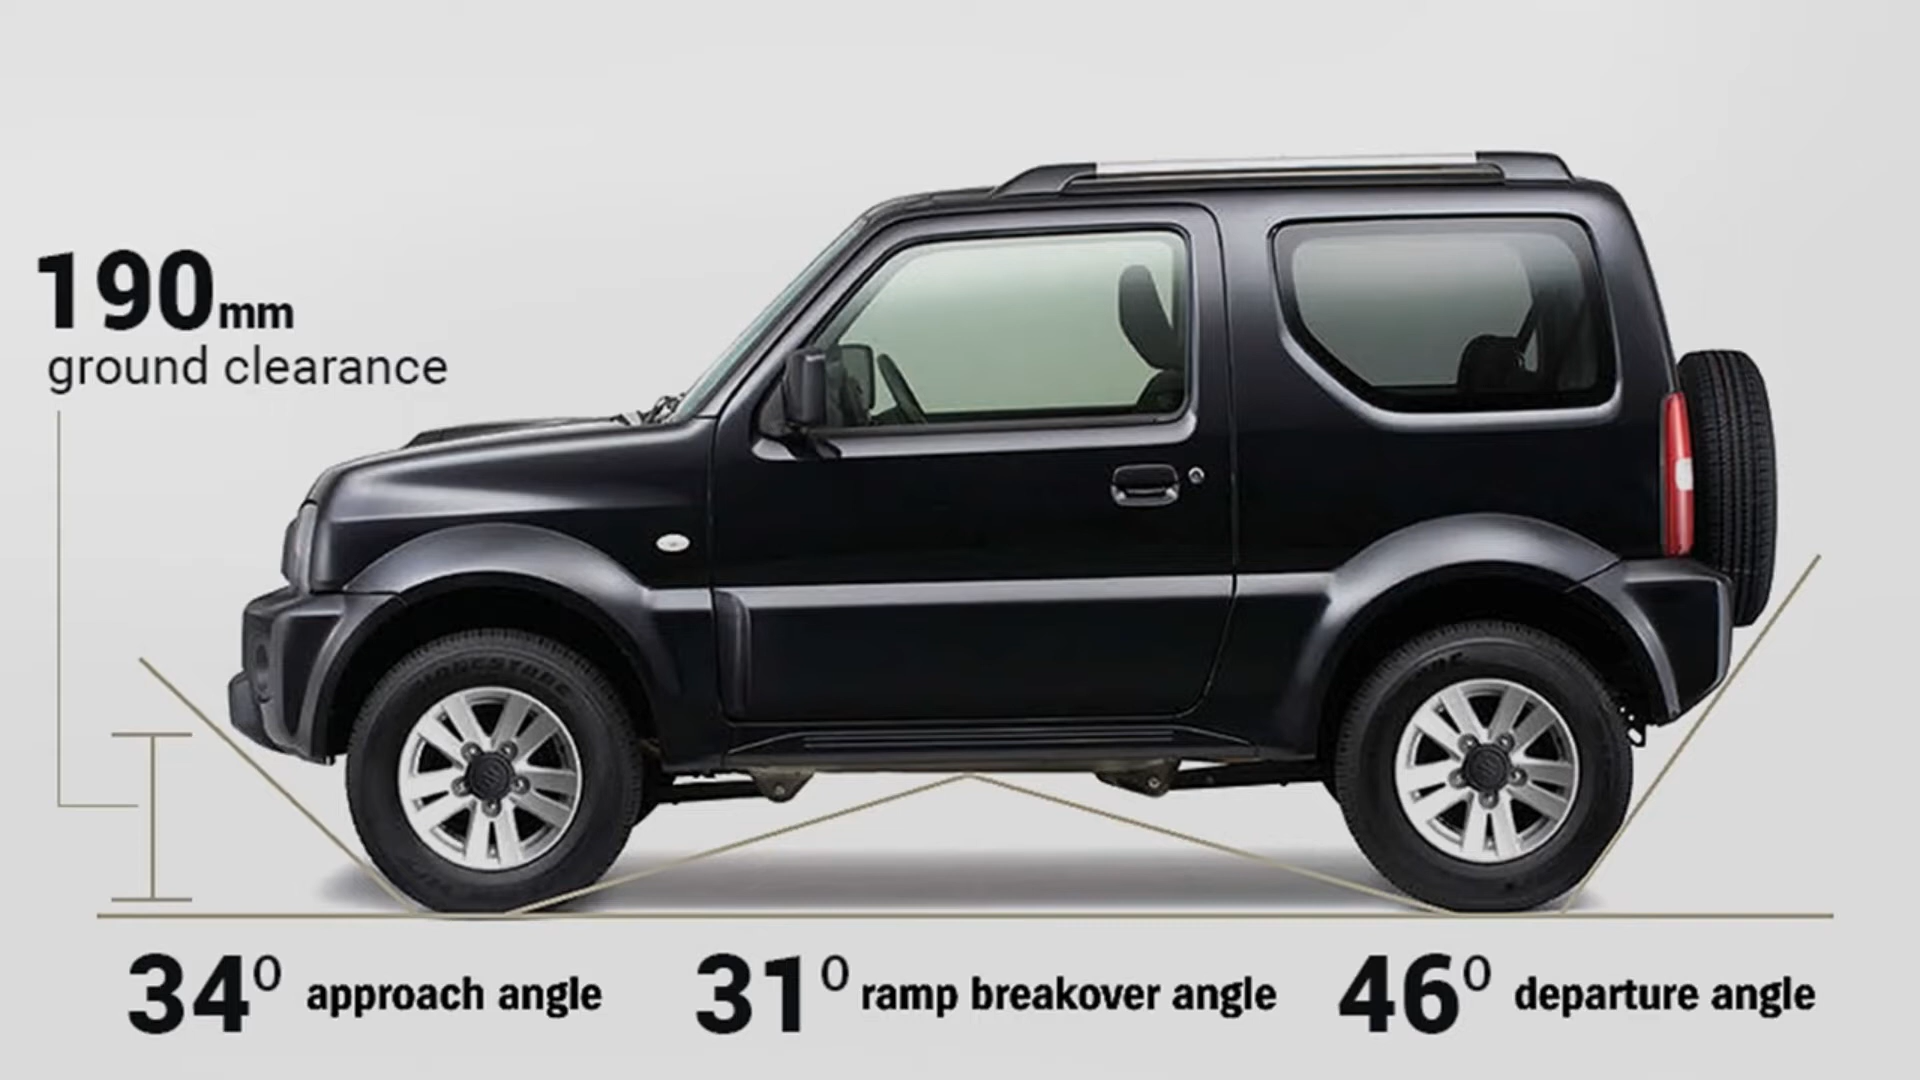 190mm
ground clearance
34⁰ approach angle
31⁰ ramp breakover angle
46⁰ departure angle